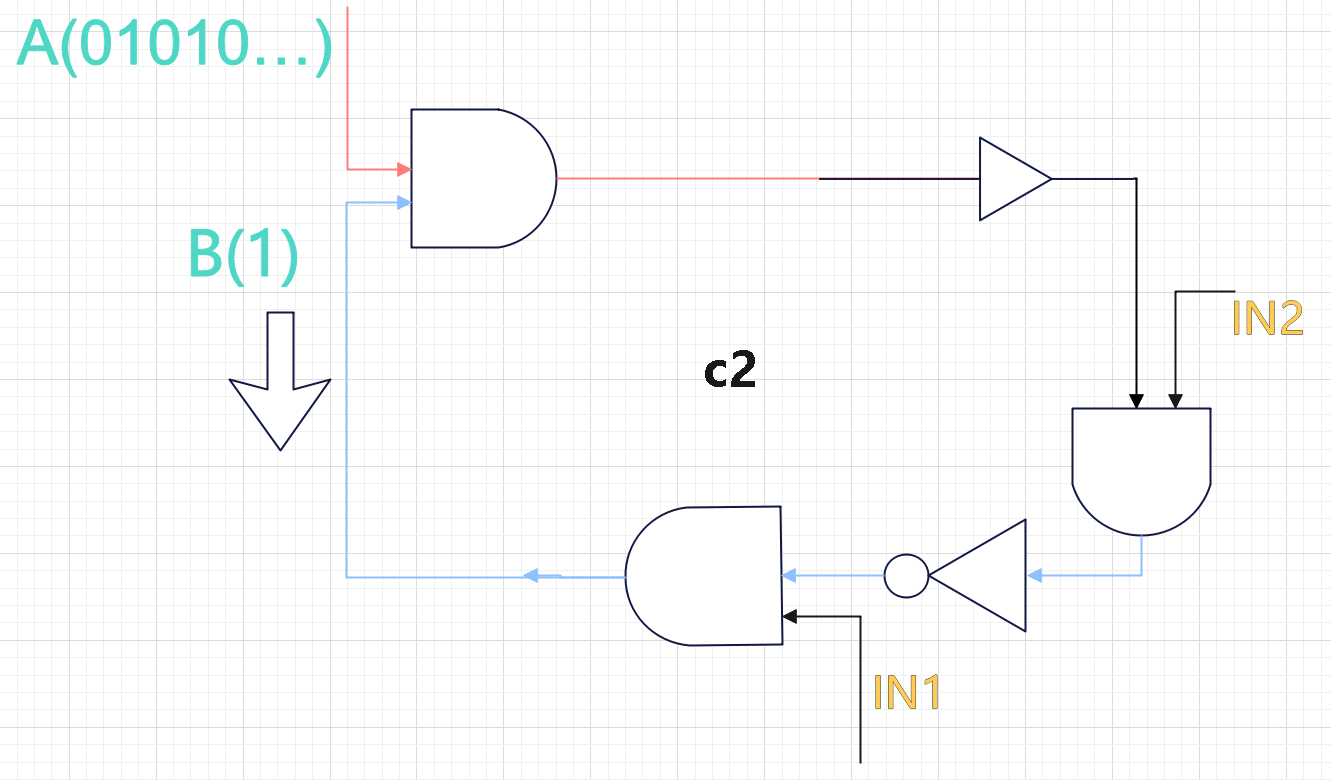 A(01010...)
B(1)
IN2
c2
IN1